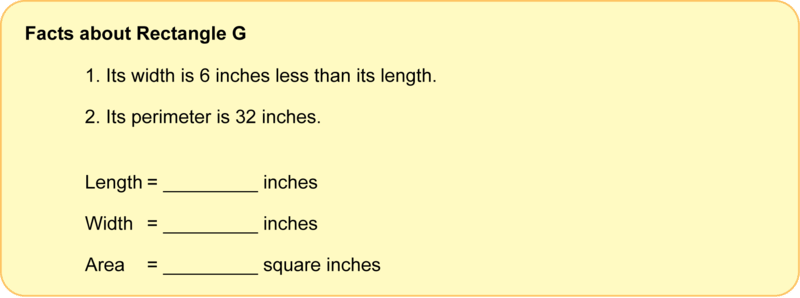 Facts about Rectangle G
1. Its width is 6 inches less than its length.
2. Its perimeter is 32 inches.
Length = _________ inches
Width = _________ inches
Area = _________ square inches